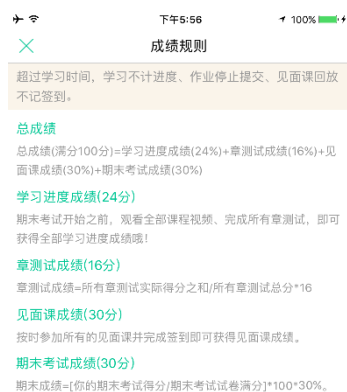 下午5:56
100%
成绩规则
超过学习时间，学习不计进度、作业停止提交、见面课回放
不记签到。
总成绩
总成绩(满分100分)=学习进度成绩(24%)+章测试成绩(16%)+见
面课成绩(30%)+期末考试成绩(30%)
学习进度成绩(24分)
期末考试开始之前，观看全部课程视频、完成所有章测试，即可
获得全部学习进度成绩哦！
章测试成绩(16分)
章测试成绩=所有章测试实际得分之和/所有章测试总分*16
见面课成绩(30分)
按时参加所有的见面课并完成签到即可获得见面课成绩。
期末考试成绩(30分)
期末成绩=[你的期末考试得分/期末考试试卷满分]*100*30%。